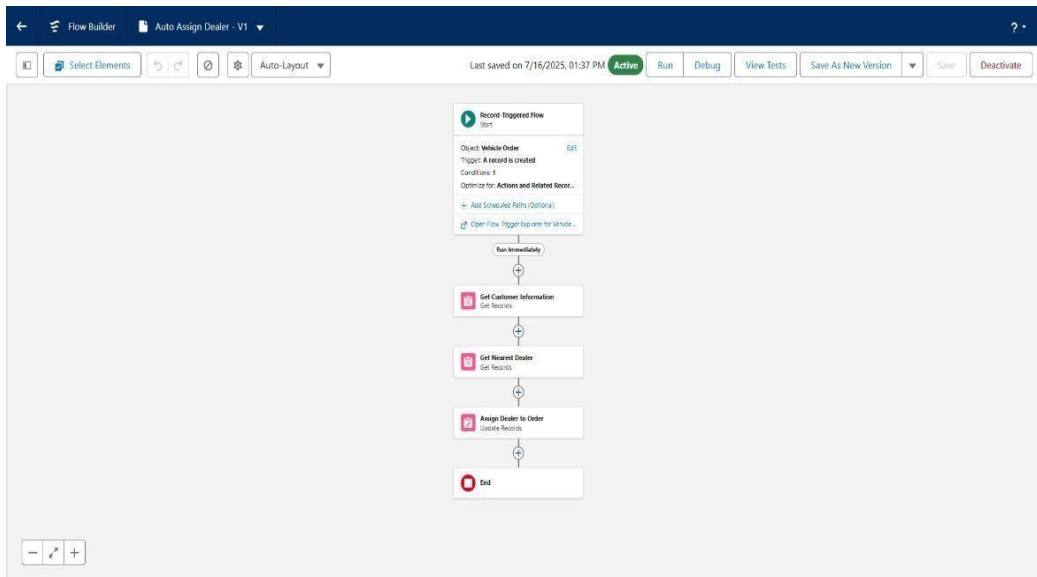 Flow Builder
Auto Assign Dealer - V1
?
Select Elements
Auto-Layout
Last saved on 7/16/2025, 01:37 PM
Active
Run
Debug
View Tests
Save As New Version
Save
Deactivate
Record-Triggered Flow
Start
Object: Vehicle Order
Edit
Trigger: A record is created
Conditions: 1
Optimize for: Actions and Related Recor...
+ Add Scheduled Paths (Optional)
Open Flow Trigger Explorer for Vehicle...
Run Immediately
Get Customer Information
Get Records
Get Nearest Dealer
Get Records
Assign Dealer to Order
Update Records
End